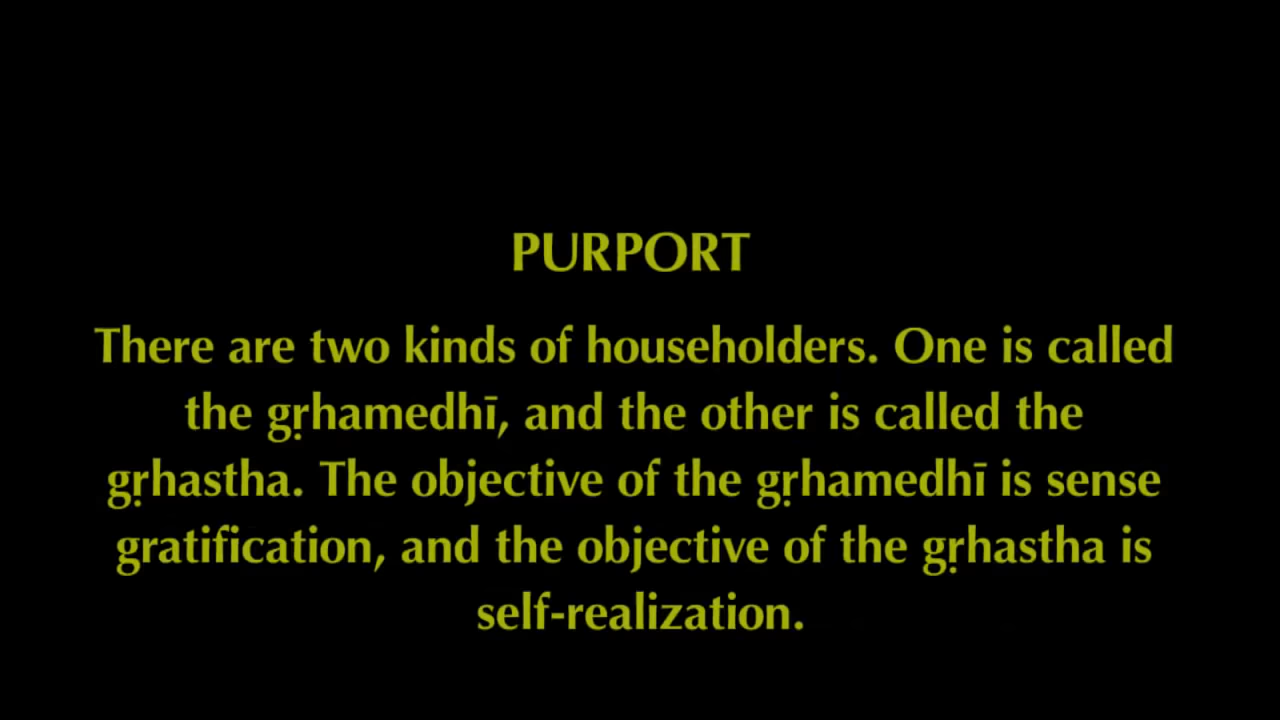 PURPORT
There are two kinds of householders. One is called
the gṛhamedhī, and the other is called the
gṛhastha. The objective of the gṛhamedhī is sense
gratification, and the objective of the gṛhastha is
self-realization.